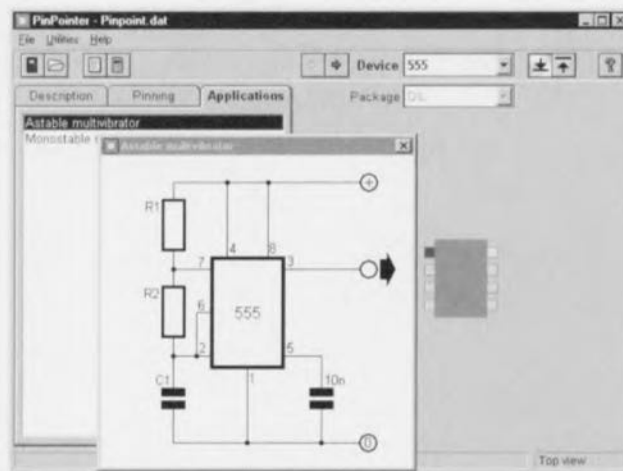 PinPointer - Pinpoint.dat
File Utilities Help
Device 555
Description Pinning Applications Package DIL
Astable multivibrator
Monostable
Astable multivibrator
+
R1
4 8
7 3
R2
6
555
2 5
C1
1
10n
0
Top view